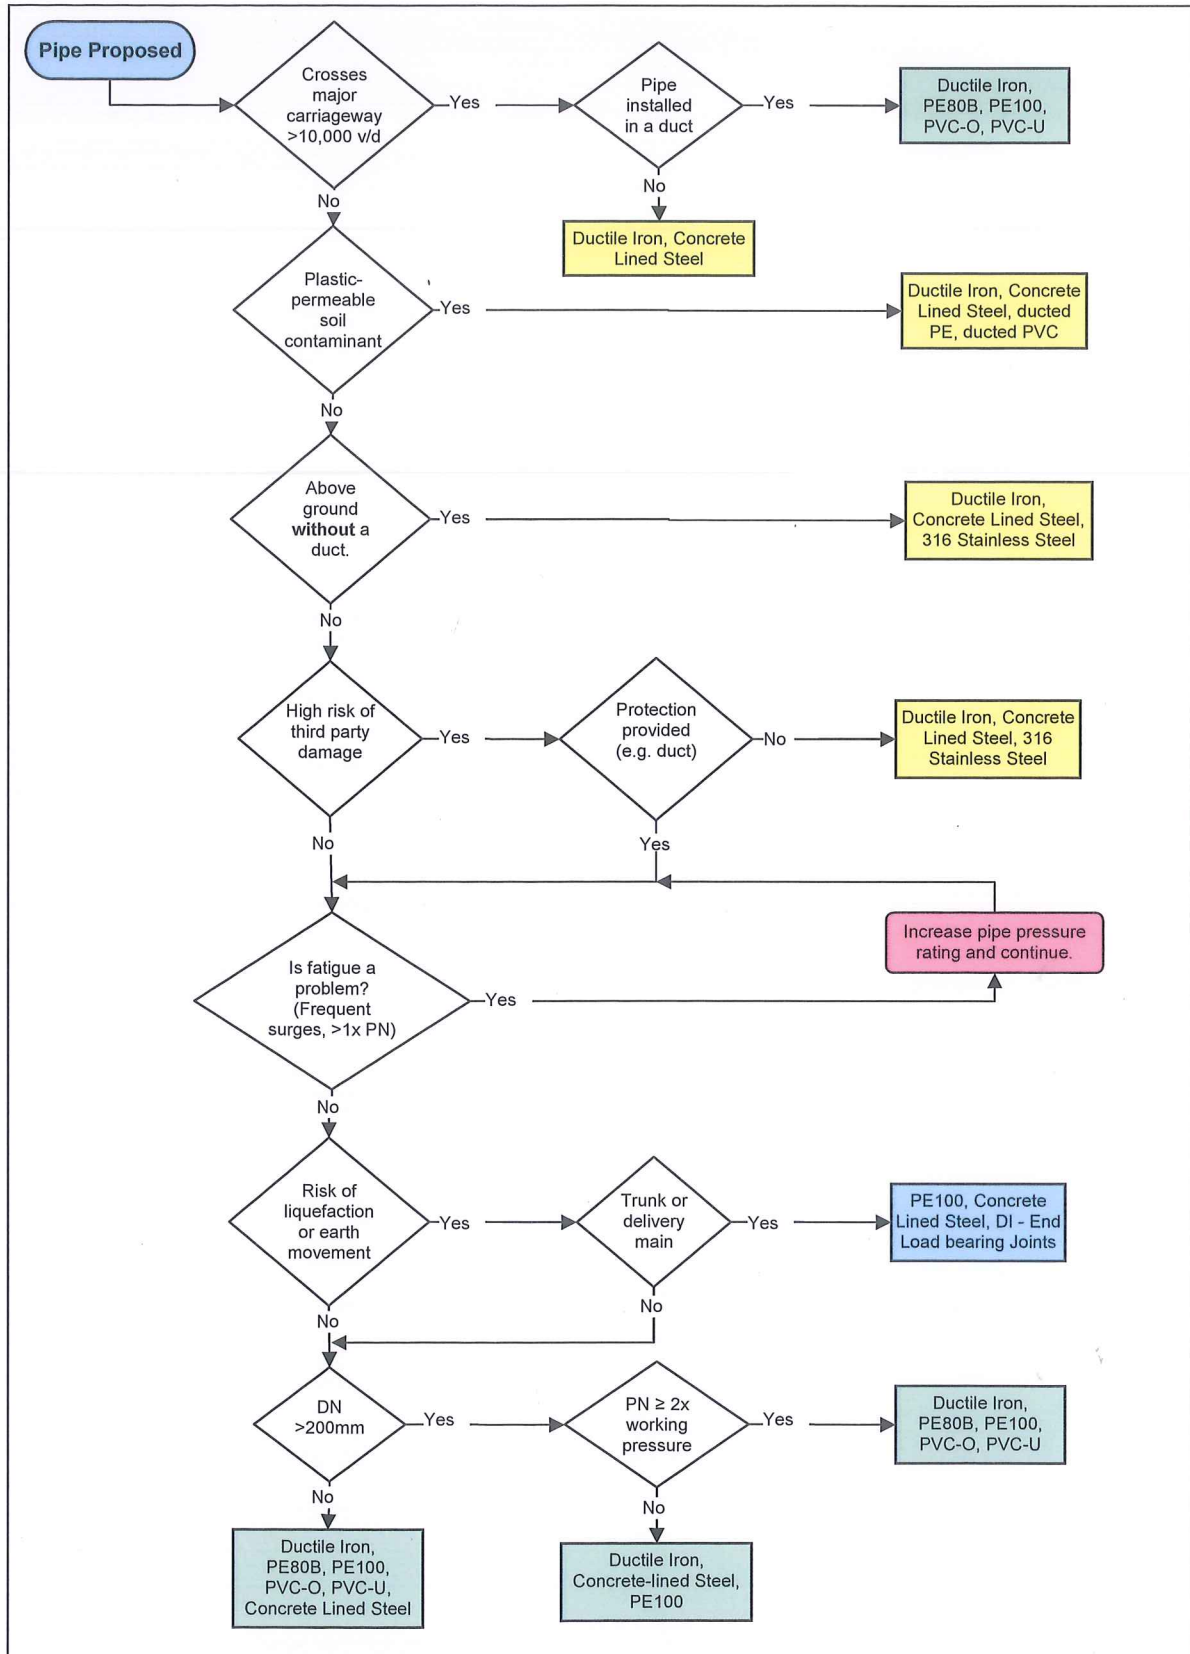 Pipe Proposed
Crosses
major
carriageway
>10,000 v/d
Yes
Pipe
installed
in a duct
Yes
Ductile Iron,
PE80B, PE100,
PVC-O, PVC-U
No
No
Ductile Iron, Concrete
Lined Steel
Plastic-
permeable
soil
contaminant
Yes
Ductile Iron, Concrete
Lined Steel, ducted
PE, ducted PVC
No
Above
ground
without a
duct.
Yes
Ductile Iron,
Concrete Lined Steel,
316 Stainless Steel
No
High risk of
third party
damage
Yes
Protection
provided
(e.g. duct)
No
Ductile Iron, Concrete
Lined Steel, 316
Stainless Steel
No
Yes
Increase pipe pressure
rating and continue.
Is fatigue a
problem?
(Frequent
surges, >1x PN)
Yes
No
Risk of
liquefaction
or earth
movement
Yes
Trunk or
delivery
main
Yes
PE100, Concrete
Lined Steel, DI - End
Load bearing Joints
No
No
DN
>200mm
Yes
PN ≥ 2x
working
pressure
Yes
Ductile Iron,
PE80B, PE100,
PVC-O, PVC-U
No
No
Ductile Iron,
PE80B, PE100,
PVC-O, PVC-U,
Concrete Lined Steel
Ductile Iron,
Concrete-lined Steel,
PE100